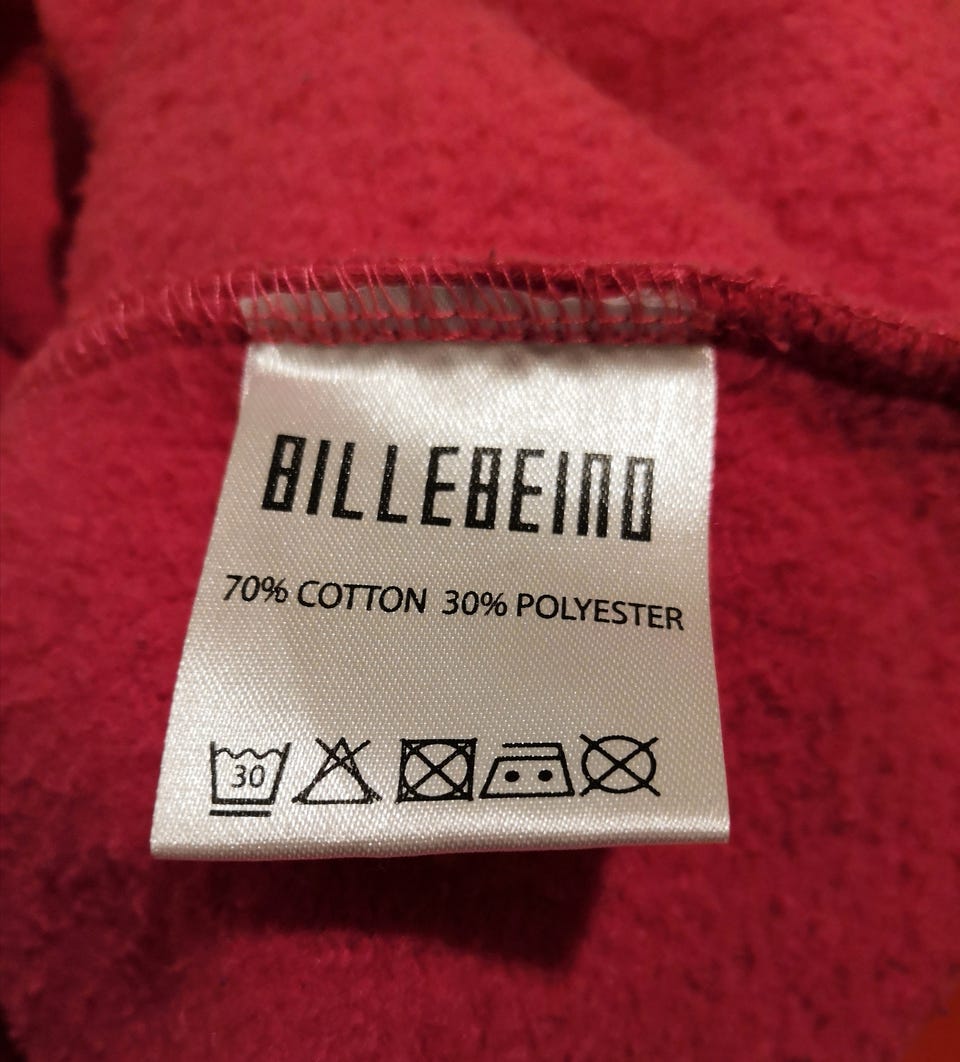 BILLEBEINO
70% COTTON 30% POLYESTER
30